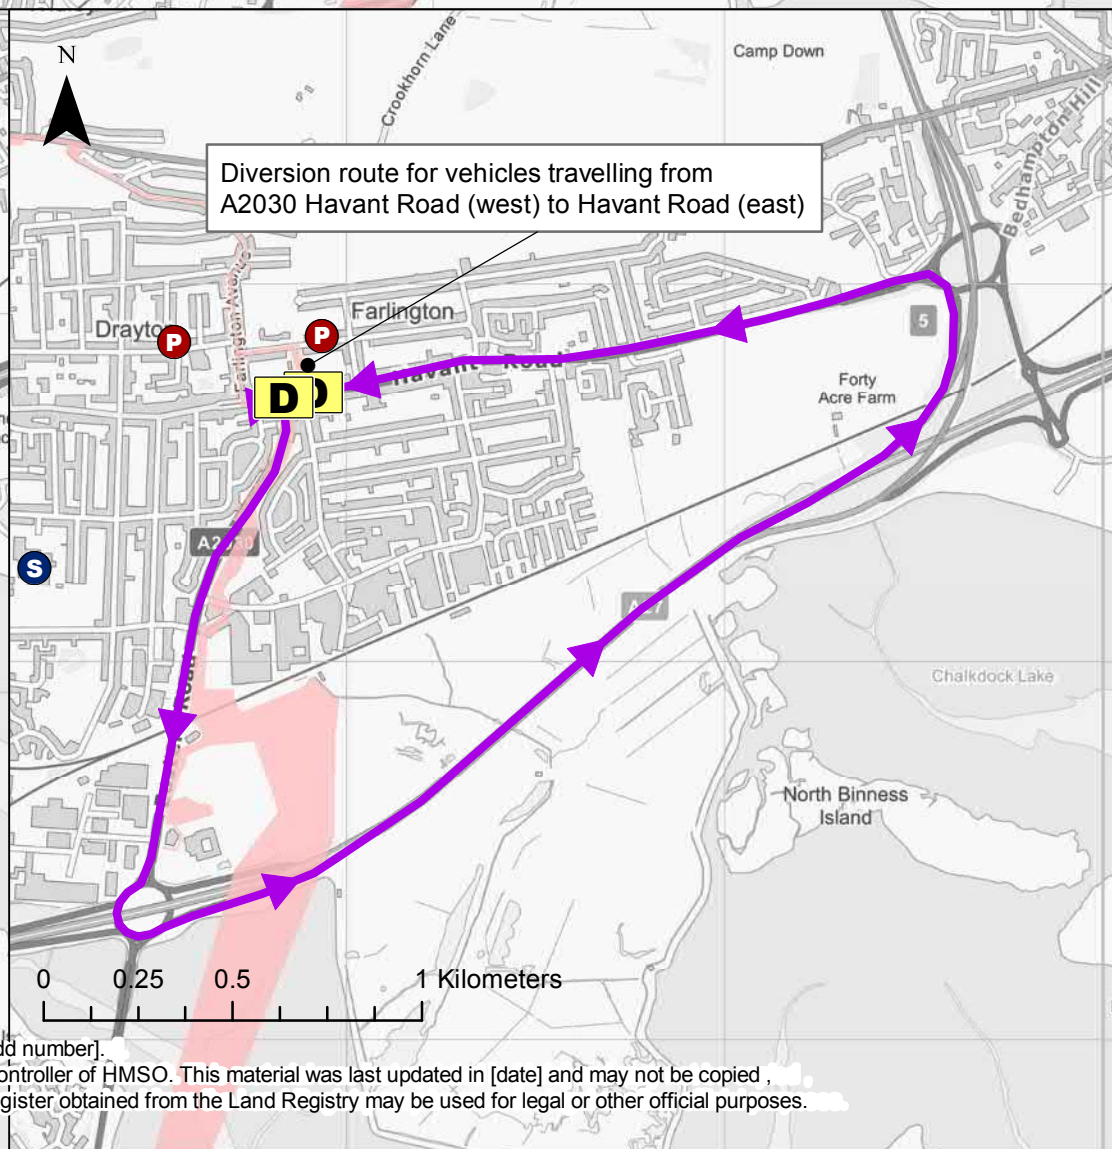 N
Crookhorn Lane
Camp Down
Bedhampton Hill
Diversion route for vehicles travelling from
A2030 Havant Road (west) to Havant Road (east)
Farlington
Drayton
P
P
5
Havant Road
D
D
Forty
Acre Farm
A2030
S
A27
Road
Chalkdock Lake
North Binness
Island
0 0.25 0.5 1 Kilometers
dd number].
ontroller of HMSO. This material was last updated in [date] and may not be copied ,
gister obtained from the Land Registry may be used for legal or other official purposes.